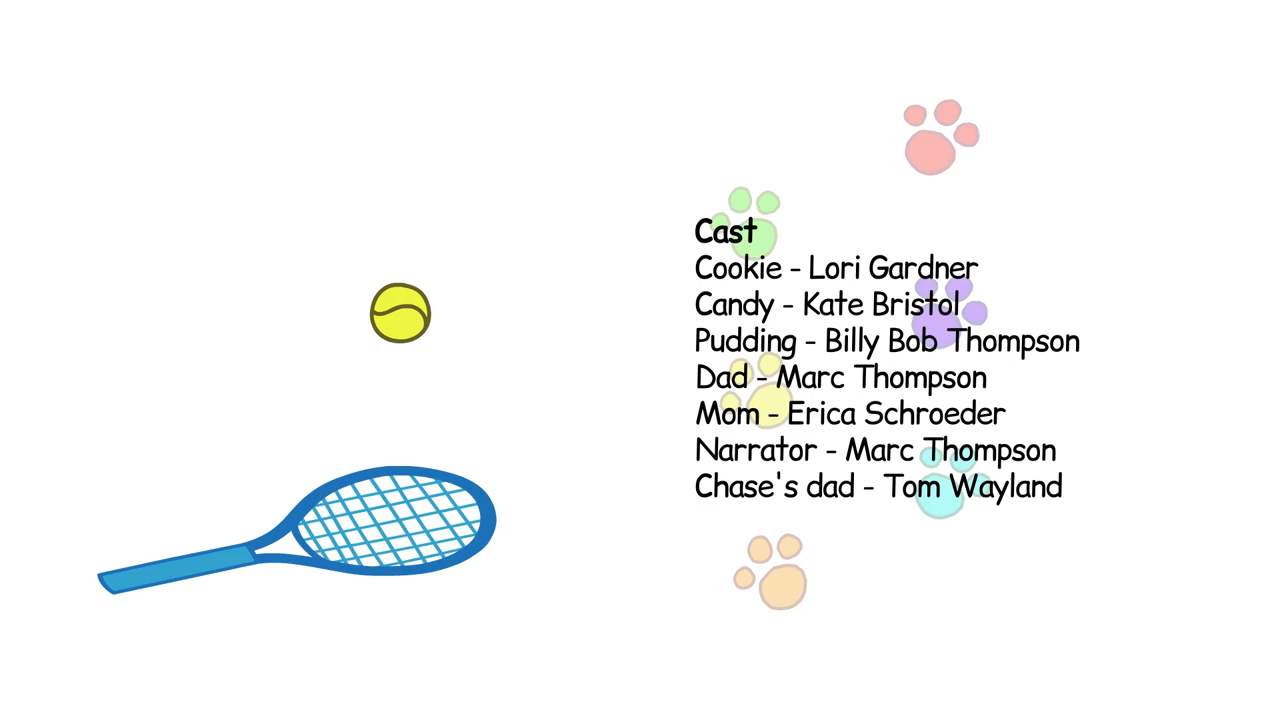 Cast
Cookie - Lori Gardner
Candy - Kate Bristol
Pudding - Billy Bob Thompson
Dad - Marc Thompson
Mom - Erica Schroeder
Narrator - Marc Thompson
Chase's dad - Tom Wayland